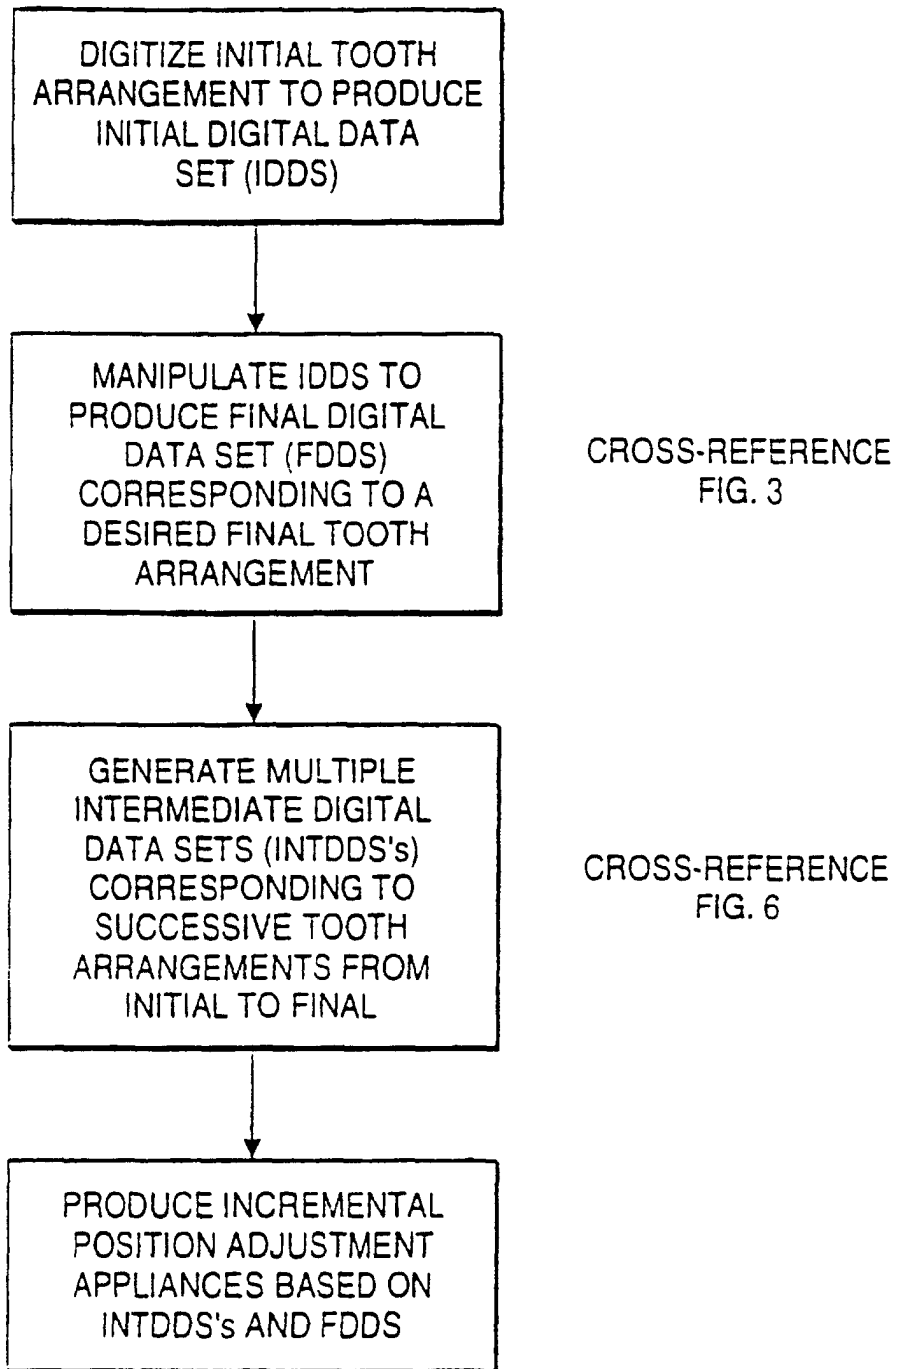 DIGITIZE INITIAL TOOTH
ARRANGEMENT TO PRODUCE
INITIAL DIGITAL DATA
SET (IDDS)
MANIPULATE IDDS TO
PRODUCE FINAL DIGITAL
DATA SET (FDDS)
CORRESPONDING TO A
DESIRED FINAL TOOTH
ARRANGEMENT
CROSS-REFERENCE
FIG. 3
GENERATE MULTIPLE
INTERMEDIATE DIGITAL
DATA SETS (INTDDS's)
CORRESPONDING TO
SUCCESSIVE TOOTH
ARRANGEMENTS FROM
INITIAL TO FINAL
CROSS-REFERENCE
FIG. 6
PRODUCE INCREMENTAL
POSITION ADJUSTMENT
APPLIANCES BASED ON
INTDDS's AND FDDS